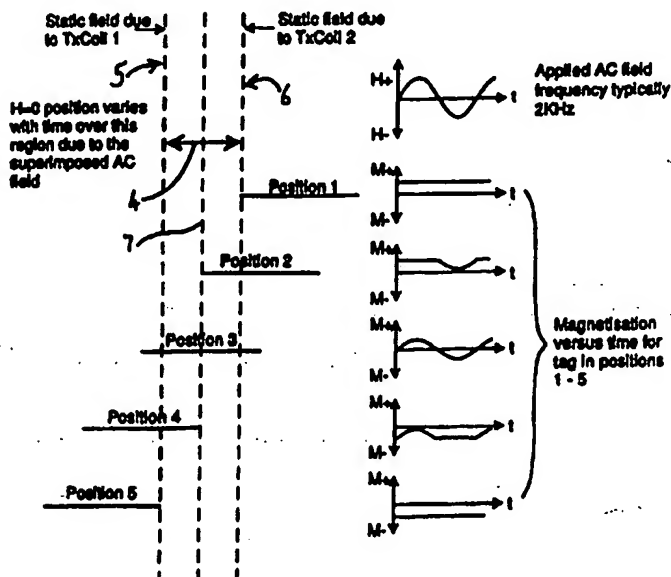 Static field due
to TxCoil 1
Static field due
to TxCoil 2
5
6
H=0 position varies
with time over this
region due to the
superimposed AC
field
4
7
H+
H-
t
Applied AC field
frequency typically
2KHz
Position 1
M+
M-
t
Position 2
M+
M-
t
Position 3
M+
M-
t
Magnetisation
versus time for
tag in positions
1 - 5
Position 4
M+
M-
t
Position 5
M+
M-
t